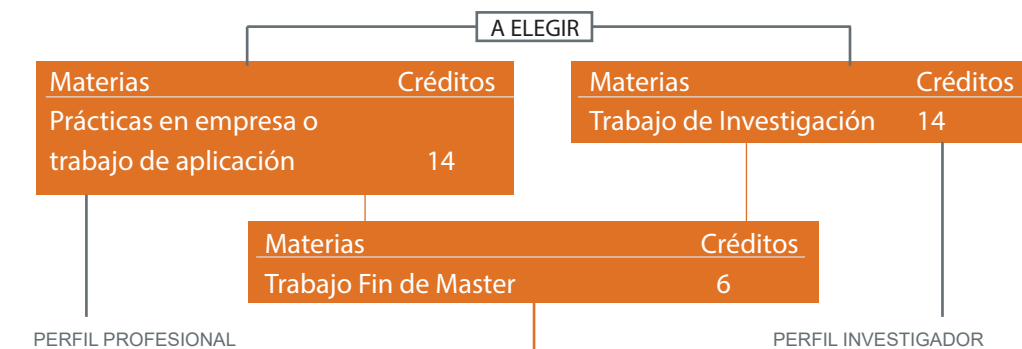 A ELEGIR
Materias Créditos
Prácticas en empresa o
trabajo de aplicación 14
Materias Créditos
Trabajo de Investigación 14
Materias Créditos
Trabajo Fin de Master 6
PERFIL PROFESIONAL
PERFIL INVESTIGADOR